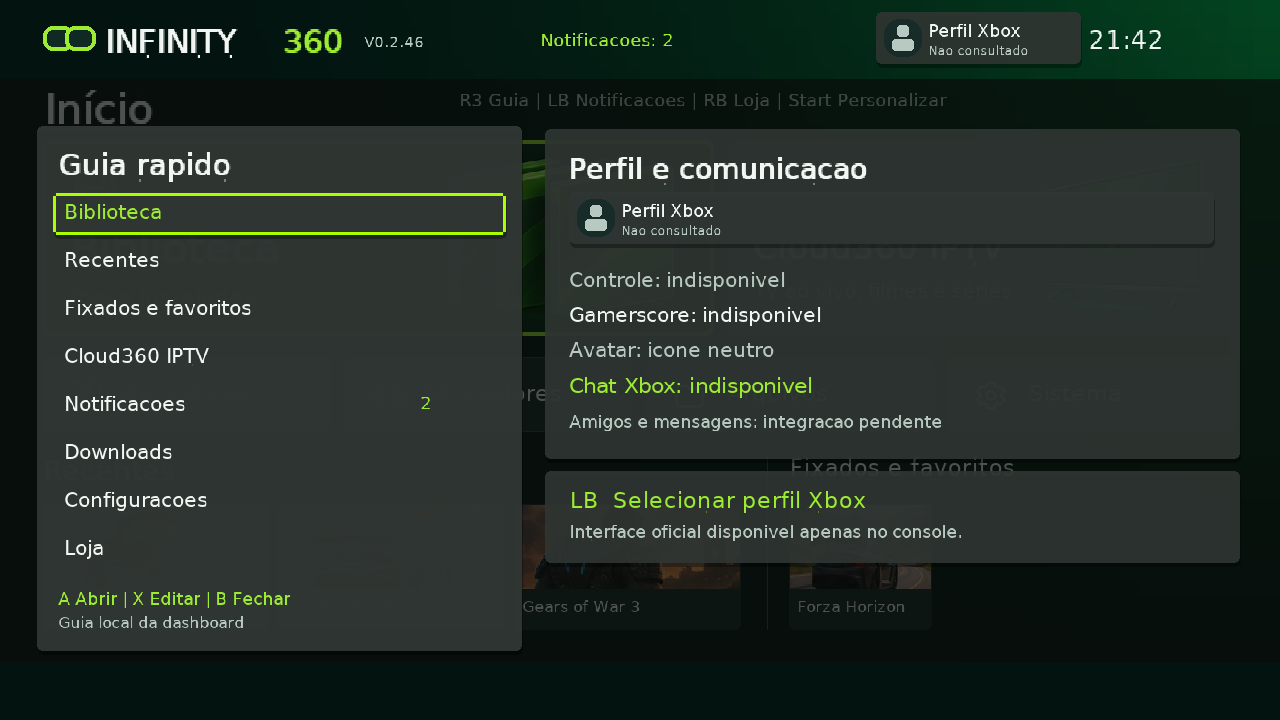 INFINITY 360 V0.2.46
Notificacoes: 2
Perfil Xbox
Nao consultado
21:42
Início
R3 Guia | LB Notificacoes | RB Loja | Start Personalizar
Guia rapido
Biblioteca
Recentes
Fixados e favoritos
Cloud360 IPTV
Notificacoes 2
Downloads
Configuracoes
Loja
A Abrir | X Editar | B Fechar
Guia local da dashboard
Perfil e comunicacao
Perfil Xbox
Nao consultado
Cloud360 IPTV
Controle: indisponivel
Gamerscore: indisponivel
Avatar: icone neutro
Chat Xbox: indisponivel
Sistema
Amigos e mensagens: integracao pendente
Fixados e favoritos
LB Selecionar perfil Xbox
Interface oficial disponivel apenas no console.
Gears of War 3
Forza Horizon